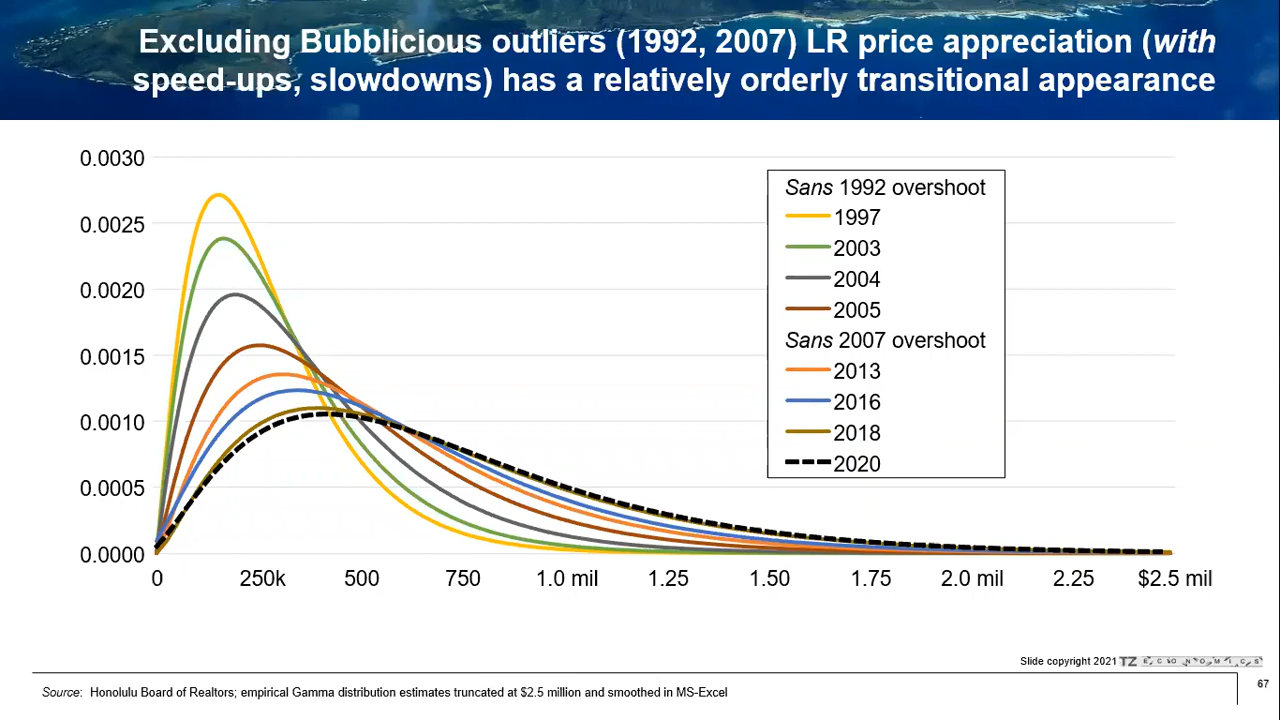 Excluding Bubblicious outliers (1992, 2007) LR price appreciation (with
speed-ups, slowdowns) has a relatively orderly transitional appearance
0.0030
0.0025
0.0020
0.0015
0.0010
0.0005
0.0000
0 250k 500 750 1.0 mil 1.25 1.50 1.75 2.0 mil 2.25 $2.5 mil
Sans 1992 overshoot
1997
2003
2004
2005
Sans 2007 overshoot
2013
2016
2018
2020
Slide copyright 2021 TZ ECONOMICS
Source: Honolulu Board of Realtors; empirical Gamma distribution estimates truncated at $2.5 million and smoothed in MS-Excel
67